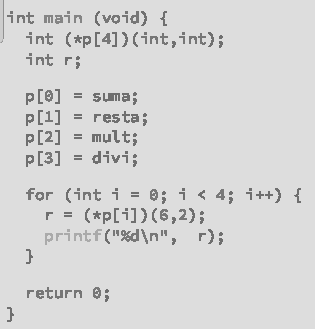 int main (void) {
int (*p[4])(int,int);
int r;
p[0] = suma;
p[1] = resta;
p[2] = mult;
p[3] = divi;
for (int i = 0; i < 4; i++) {
r = (*p[i])(6,2);
printf("%d\n", r);
}
return 0;
}